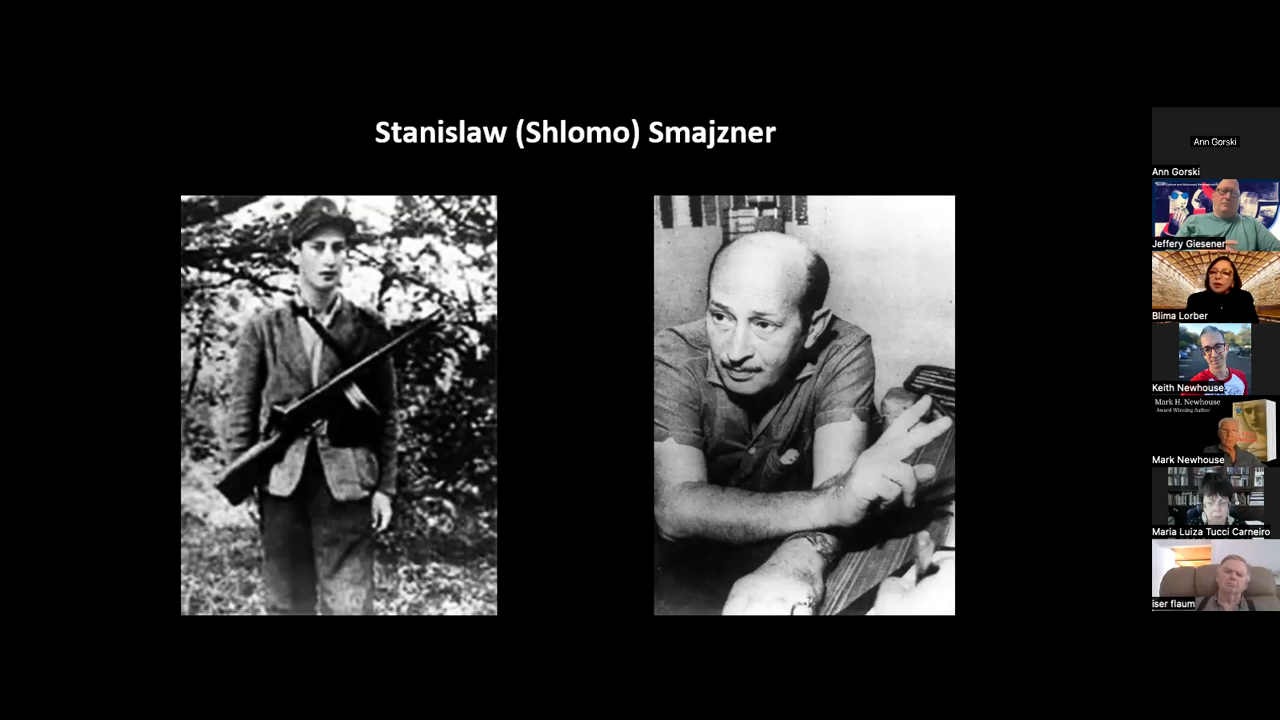 Stanislaw (Shlomo) Smajzner
Ann Gorski
Ann Gorski
Jeffery Giesener
Blima Lorber
Keith Newhouse
Mark H. Newhouse
Award-Winning Author
Mark Newhouse
Maria Luiza Tucci Carneiro
iser flaum